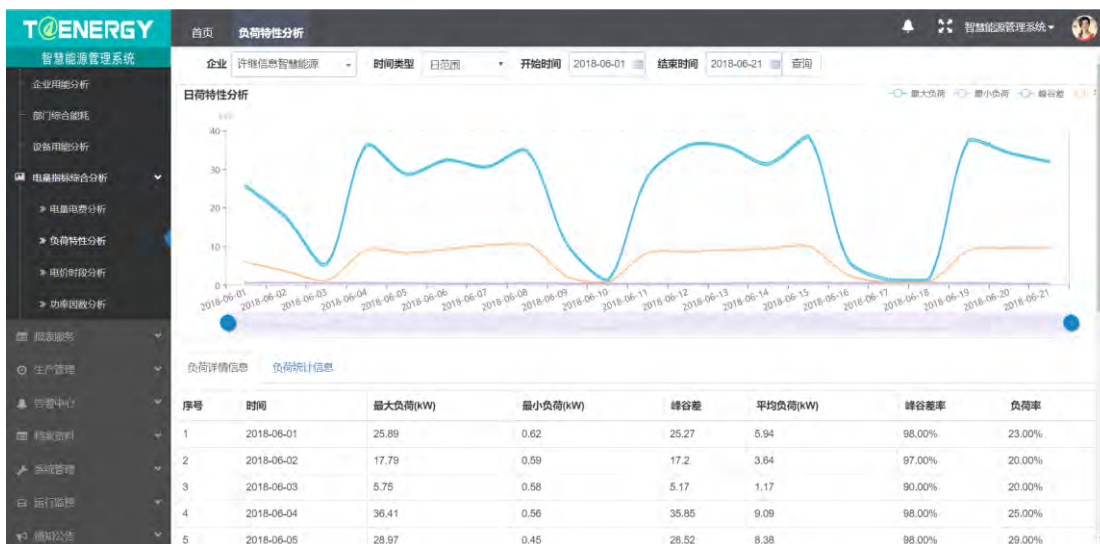 T@ENERGY
智慧能源管理系统
首页 负荷特性分析
智慧能源管理系统
企业 许继信息智慧能源 时间类型 日范围 开始时间 2018-06-01 结束时间 2018-06-21 查询
企业用能分析
部门综合能耗
设备用能分析
电量指标综合分析
电量电费分析
负荷特性分析
电价时段分析
功率因数分析
报表服务
生产管理
告警中心
档案资料
系统管理
运行监控
通知公告
日荷特性分析
最大负荷 最小负荷 峰谷差
40
30
20
10
0
2018-06-01 2018-06-02 2018-06-03 2018-06-04 2018-06-05 2018-06-06 2018-06-07 2018-06-08 2018-06-09 2018-06-10 2018-06-11 2018-06-12 2018-06-13 2018-06-14 2018-06-15 2018-06-16 2018-06-17 2018-06-18 2018-06-19 2018-06-20 2018-06-21
负荷详情信息 负荷统计信息
序号 时间 最大负荷(kW) 最小负荷(kW) 峰谷差 平均负荷(kW) 峰谷差率 负荷率
1 2018-06-01 25.89 0.62 25.27 5.94 98.00% 23.00%
2 2018-06-02 17.79 0.59 17.2 3.64 97.00% 20.00%
3 2018-06-03 5.75 0.58 5.17 1.17 90.00% 20.00%
4 2018-06-04 36.41 0.56 35.85 9.09 98.00% 25.00%
5 2018-06-05 28.97 0.45 28.52 8.38 98.00% 29.00%